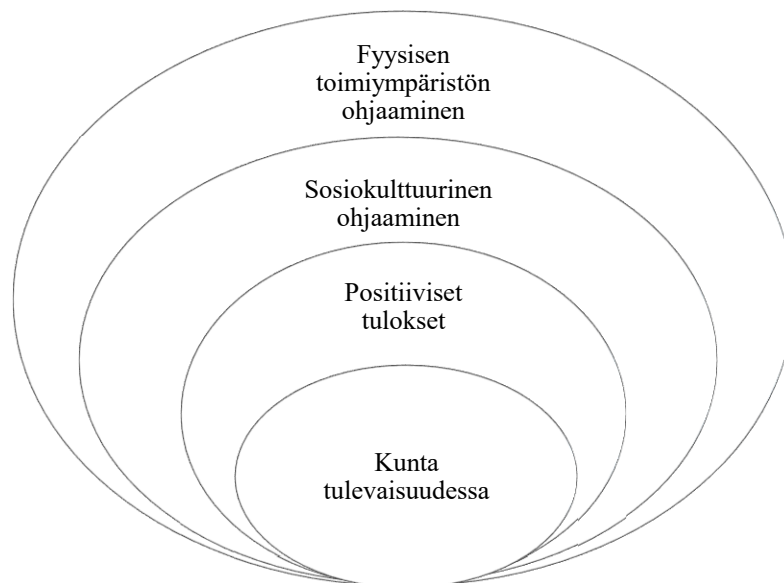 Fyysisen
toimiympäristön
ohjaaminen
Sosiokulttuurinen
ohjaaminen
Positiiviset
tulokset
Kunta
tulevaisuudessa